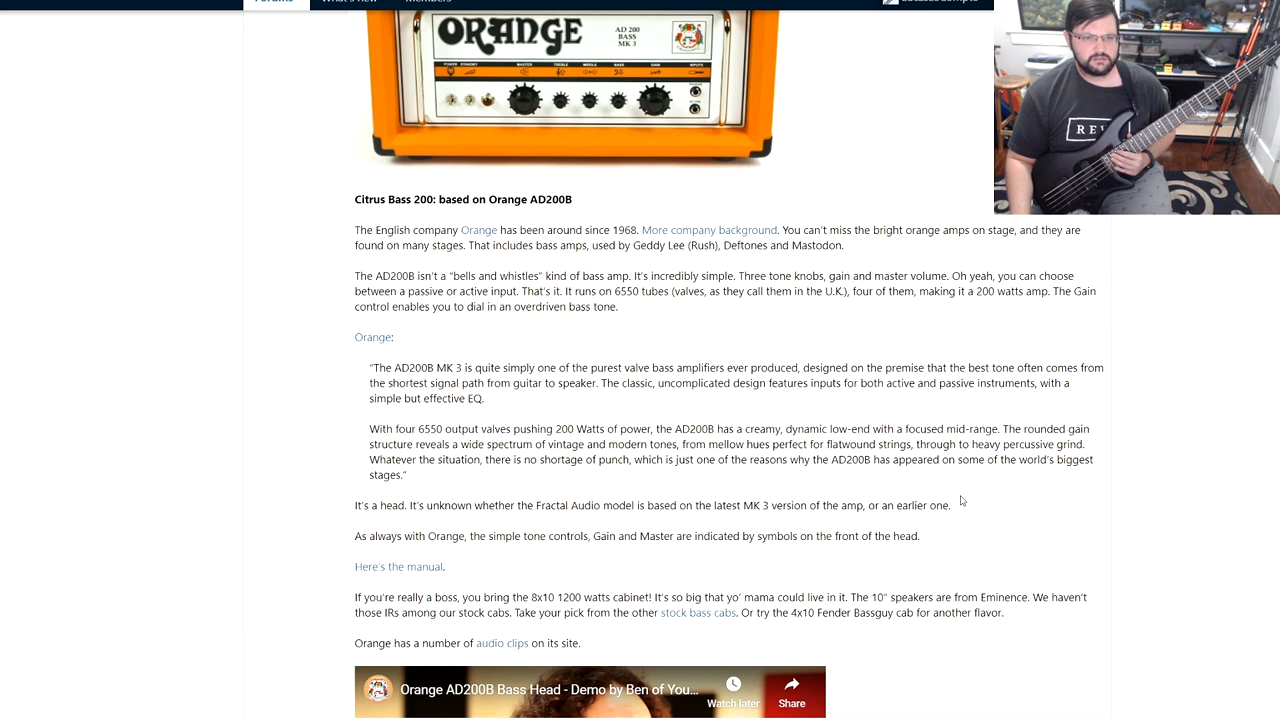 Forums What's new Members
ORANGE
AD 200
BASS
MK 3
POWER STANDBY MASTER TREBLE MIDDLE BASS GAIN INPUTS
REV
Citrus Bass 200: based on Orange AD200B
The English company Orange has been around since 1968. More company background. You can't miss the bright orange amps on stage, and they are
found on many stages. That includes bass amps, used by Geddy Lee (Rush), Deftones and Mastodon.
The AD200B isn't a "bells and whistles" kind of bass amp. It's incredibly simple. Three tone knobs, gain and master volume. Oh yeah, you can choose
between a passive or active input. That's it. It runs on 6550 tubes (valves, as they call them in the U.K.), four of them, making it a 200 watts amp. The Gain
control enables you to dial in an overdriven bass tone.
Orange:
"The AD200B MK 3 is quite simply one of the purest valve bass amplifiers ever produced, designed on the premise that the best tone often comes from
the shortest signal path from guitar to speaker. The classic, uncomplicated design features inputs for both active and passive instruments, with a
simple but effective EQ.
With four 6550 output valves pushing 200 Watts of power, the AD200B has a creamy, dynamic low-end with a focused mid-range. The rounded gain
structure reveals a wide spectrum of vintage and modern tones, from mellow hues perfect for flatwound strings, through to heavy percussive grind.
Whatever the situation, there is no shortage of punch, which is just one of the reasons why the AD200B has appeared on some of the world's biggest
stages."
It's a head. It's unknown whether the Fractal Audio model is based on the latest MK 3 version of the amp, or an earlier one.
As always with Orange, the simple tone controls, Gain and Master are indicated by symbols on the front of the head.
Here's the manual.
If you're really a boss, you bring the 8x10 1200 watts cabinet! It's so big that yo' mama could live in it. The 10" speakers are from Eminence. We haven't
those IRs among our stock cabs. Take your pick from the other stock bass cabs. Or try the 4x10 Fender Bassguy cab for another flavor.
Orange has a number of audio clips on its site.
Orange AD200B Bass Head - Demo by Ben of You...
Watch later Share